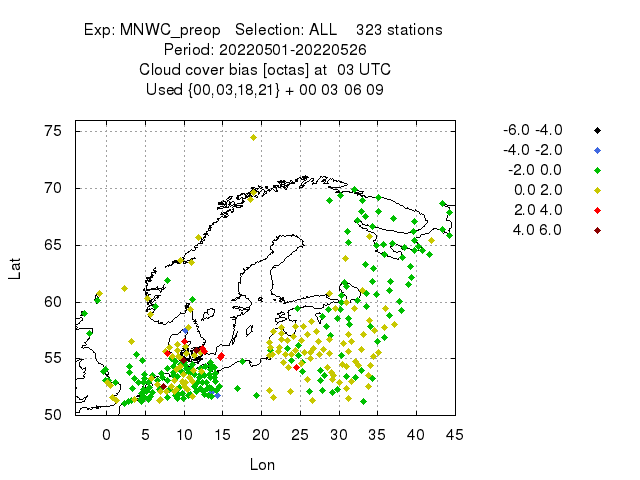 Exp: MNWC_preop Selection: ALL 323 stations
Period: 20220501-20220526
Cloud cover bias [octas] at 03 UTC
Used {00,03,18,21} + 00 03 06 09
-6.0 -4.0
-4.0 -2.0
-2.0 0.0
0.0 2.0
2.0 4.0
4.0 6.0
75
70
65
60
55
50
Lat
0 5 10 15 20 25 30 35 40 45
Lon